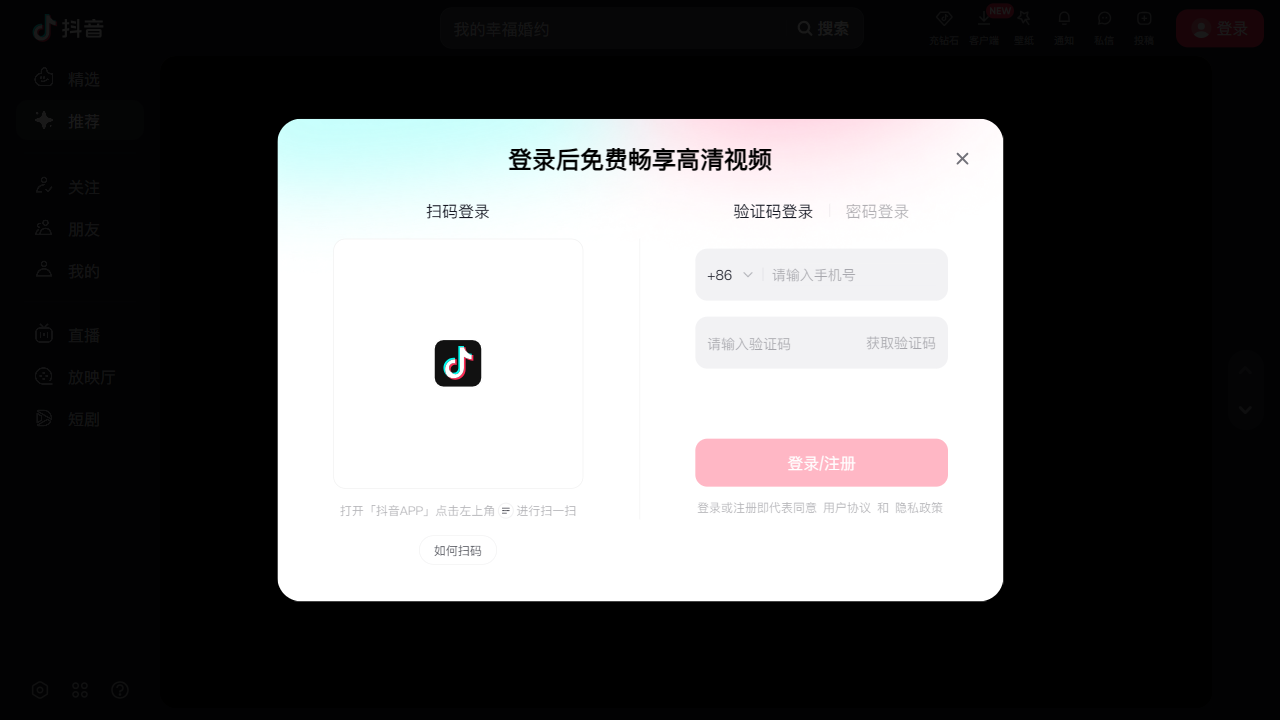 抖音
我的幸福婚约
搜索
充钻石
NEW
客户端
壁纸
通知
私信
投稿
登录
精选
推荐
关注
朋友
我的
直播
放映厅
短剧
登录后免费畅享高清视频
扫码登录
打开「抖音APP」点击左上角 进行扫一扫
如何扫码
验证码登录 密码登录
+86 请输入手机号
请输入验证码 获取验证码
登录/注册
登录或注册即代表同意 用户协议 和 隐私政策